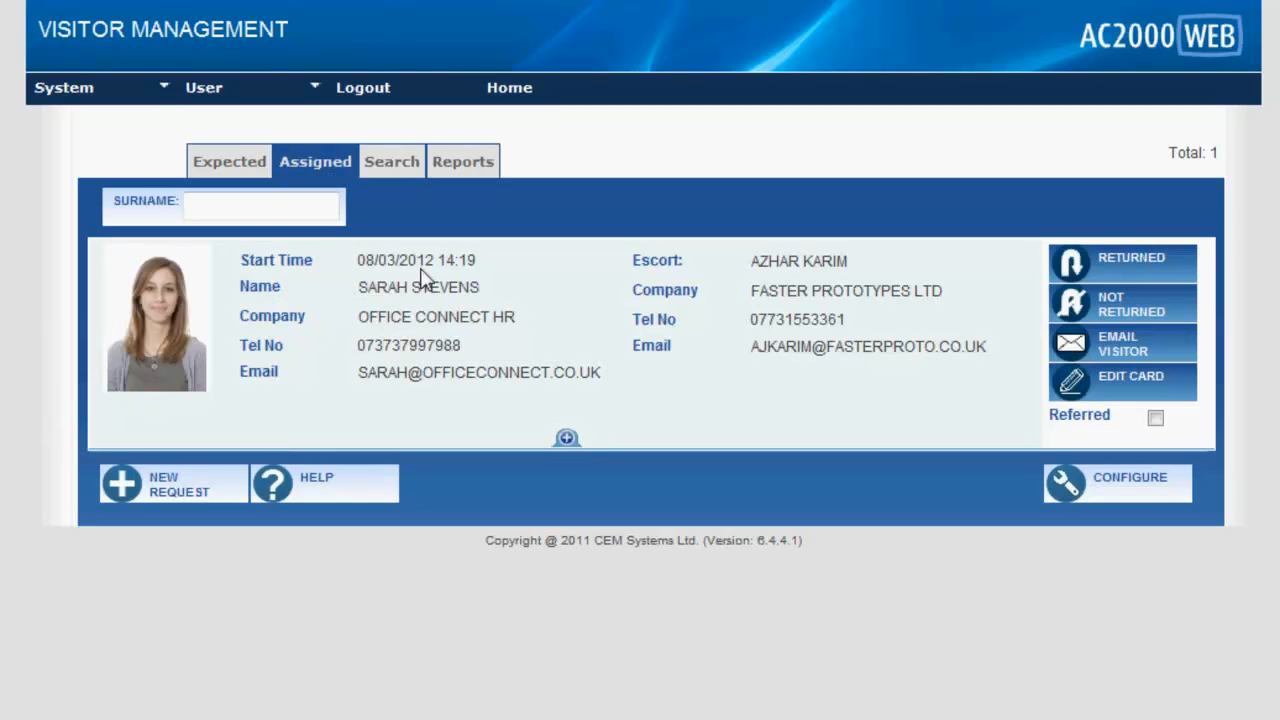 VISITOR MANAGEMENT
AC2000 WEB
System User Logout Home
Expected Assigned Search Reports
Total: 1
SURNAME:
Start Time 08/03/2012 14:19
Name SARAH STEVENS
Company OFFICE CONNECT HR
Tel No 073737997988
Email SARAH@OFFICECONNECT.CO.UK
Escort: AZHAR KARIM
Company FASTER PROTOTYPES LTD
Tel No 07731553361
Email AJKARIM@FASTERPROTO.CO.UK
RETURNED
NOT
RETURNED
EMAIL
VISITOR
EDIT CARD
Referred
NEW
REQUEST
HELP
CONFIGURE
Copyright @ 2011 CEM Systems Ltd. (Version: 6.4.4.1)